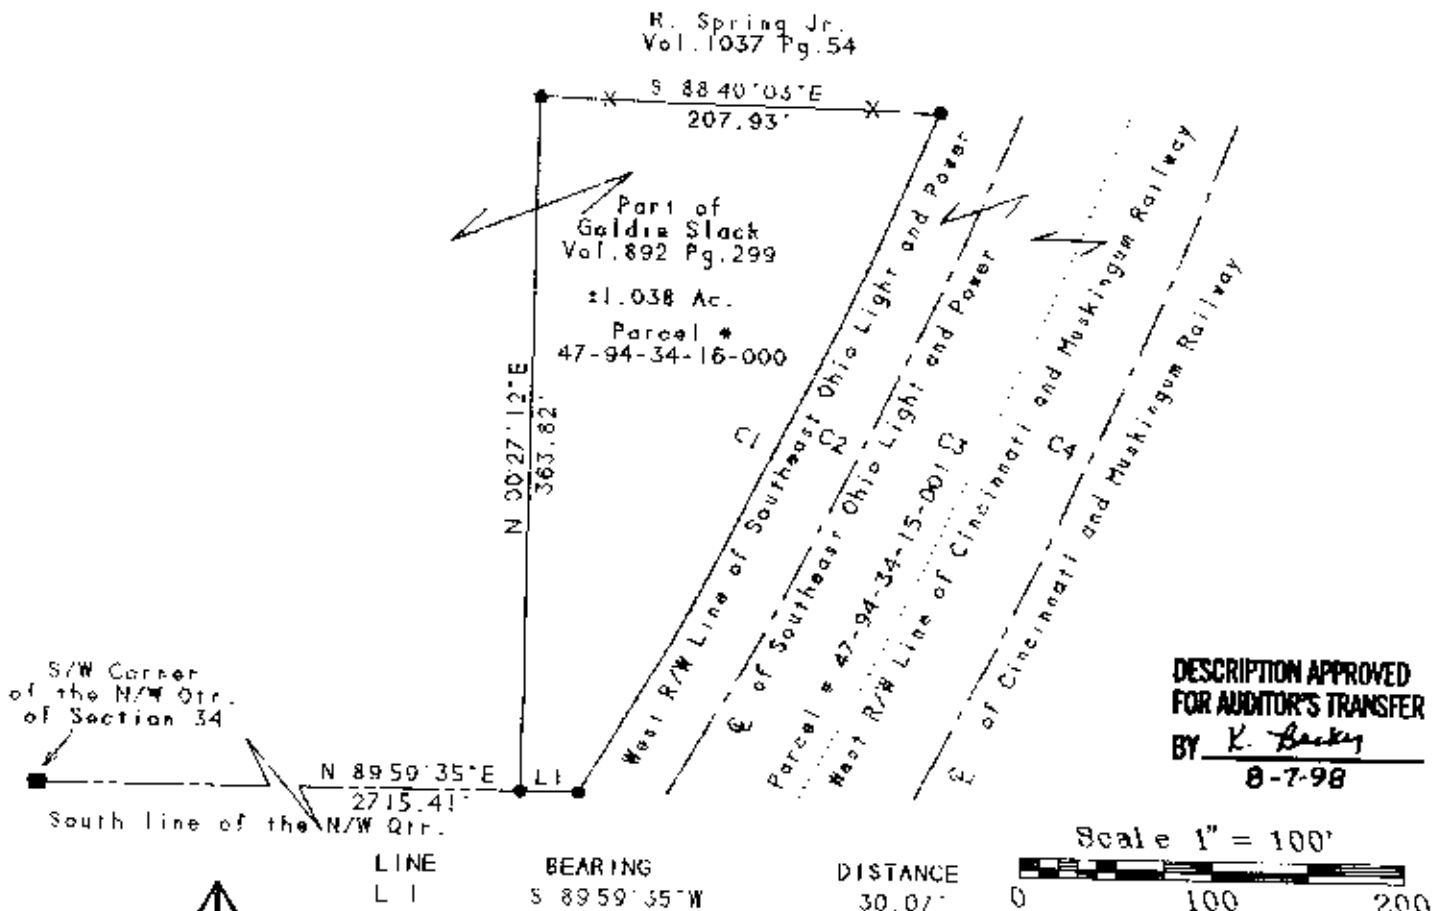 R. Spring Jr.
Vol.1037 Pg.54
S 88°40'03"E
207.93'
Part of
Goldie Slack
Vol.892 Pg.299
±1.038 Ac.
Parcel #
47-94-34-16-000
N 00°27'12"E
363.82'
C1
C2
C3
C4
West R/W Line of Southeast Ohio Light and Power
℄ of Southeast Ohio Light and Power
Parcel # 47-94-34-15-001
West R/W Line of Cincinnati and Muskingum Railway
℄ of Cincinnati and Muskingum Railway
S/W Corner
of the N/W Qtr.
of Section 34
N 89°59'35"E
L1
2715.41'
South line of the N/W Qtr.
DESCRIPTION APPROVED
FOR AUDITOR'S TRANSFER
BY K.
8-7-98
Scale 1" = 100'
0 100 200
LINE BEARING DISTANCE
L1 S 89°59'35"W 30.07'